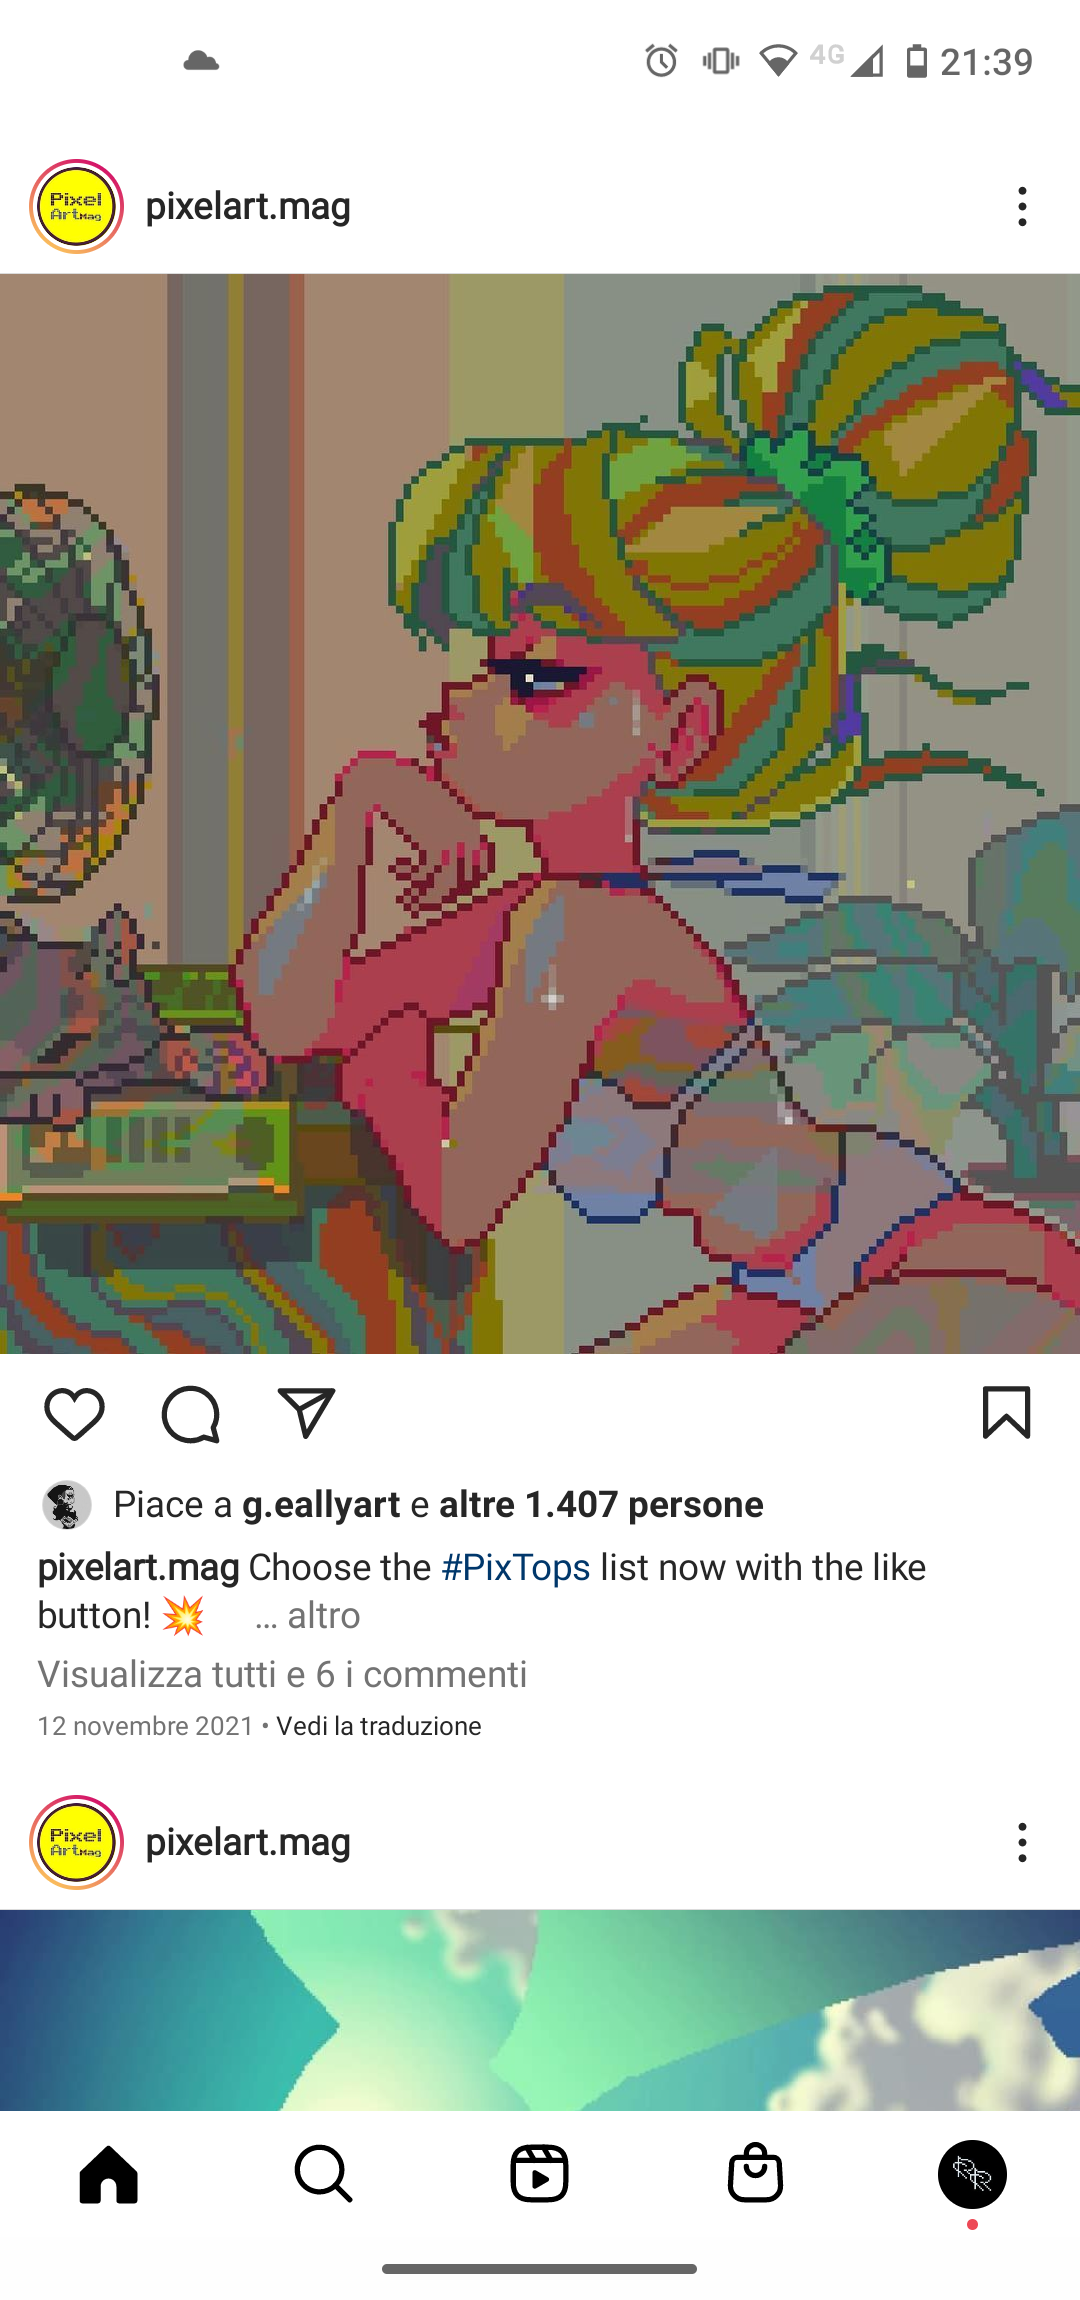 4G 21:39
Pixel
ArtMag
pixelart.mag
Piace a g.eallyart e altre 1.407 persone
pixelart.mag Choose the #PixTops list now with the like
button! 💥 ... altro
Visualizza tutti e 6 i commenti
12 novembre 2021 • Vedi la traduzione
Pixel
ArtMag
pixelart.mag